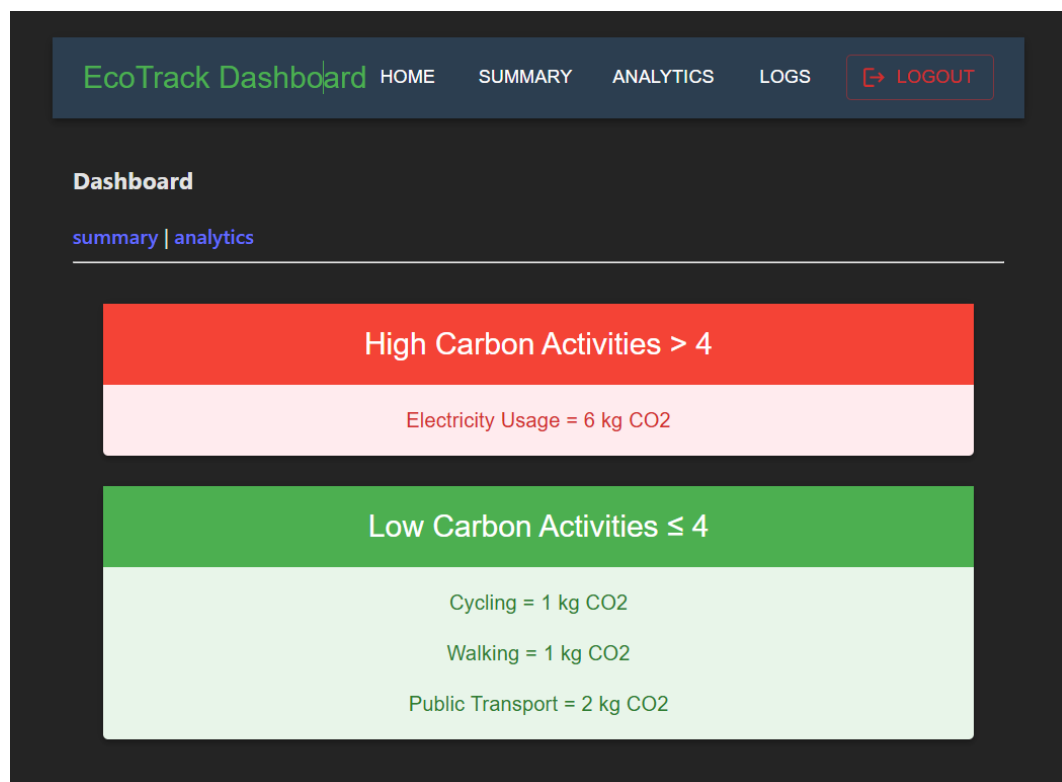 EcoTrack Dashboard HOME SUMMARY ANALYTICS LOGS LOGOUT
Dashboard
summary | analytics
High Carbon Activities > 4
Electricity Usage = 6 kg CO2
Low Carbon Activities ≤ 4
Cycling = 1 kg CO2
Walking = 1 kg CO2
Public Transport = 2 kg CO2